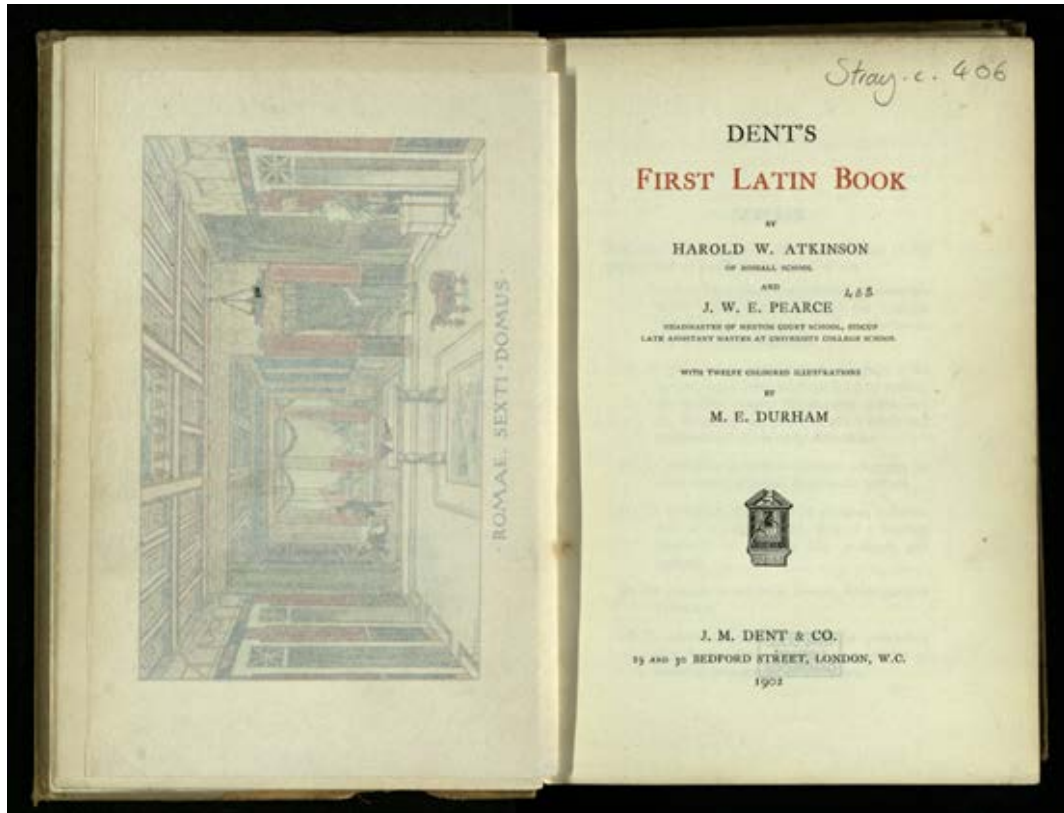 · ROMAE. SEXTI · DOMUS ·
Stray. c. 406
DENT'S
FIRST LATIN BOOK
BY
HAROLD W. ATKINSON
OF ROSSALL SCHOOL
AND
J. W. E. PEARCE
HEADMASTER OF MERTON COURT SCHOOL, SIDCUP
LATE ASSISTANT MASTER AT UNIVERSITY COLLEGE SCHOOL
WITH TWELVE COLOURED ILLUSTRATIONS
BY
M. E. DURHAM
J. M. DENT & CO.
29 AND 30 BEDFORD STREET, LONDON, W.C.
1902